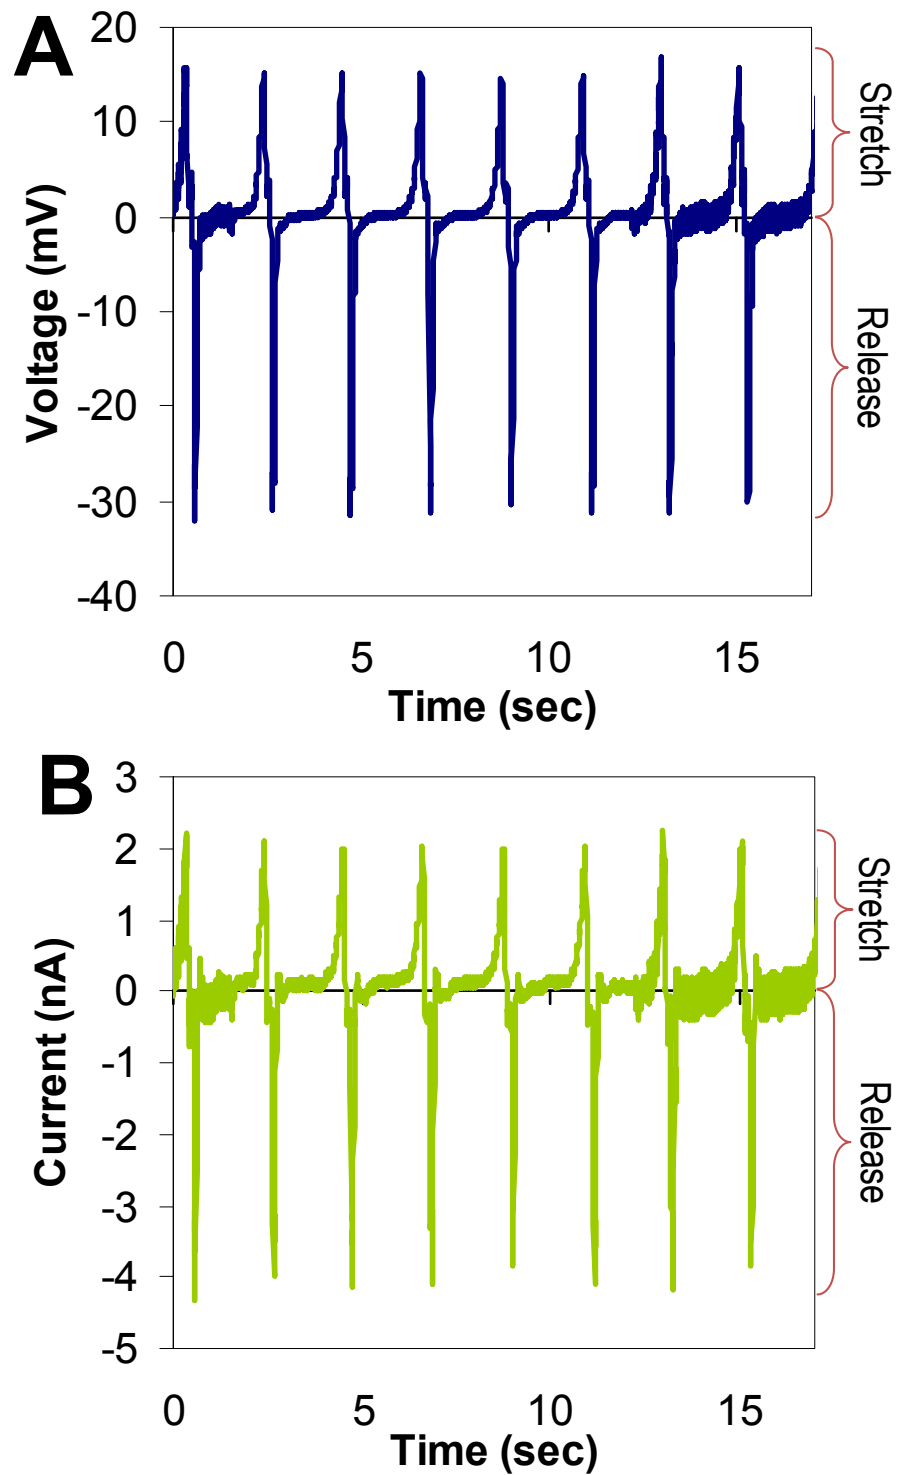 A
20
10
0
-10
-20
-30
-40
Voltage (mV)
Stretch
Release
0 5 10 15
Time (sec)
B
3
2
1
0
-1
-2
-3
-4
-5
Current (nA)
Stretch
Release
0 5 10 15
Time (sec)